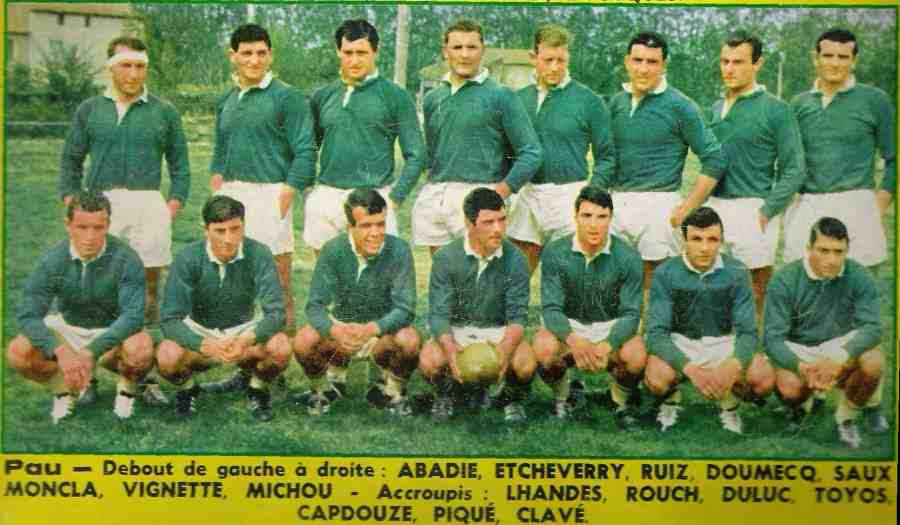 Pau — Debout de gauche à droite : ABADIE, ETCHEVERRY, RUIZ, DOUMECQ, SAUX
MONCLA, VIGNETTE, MICHOU - Accroupis : LHANDES, ROUCH, DULUC, TOYOS,
CAPDOUZE, PIQUÉ, CLAVÉ.